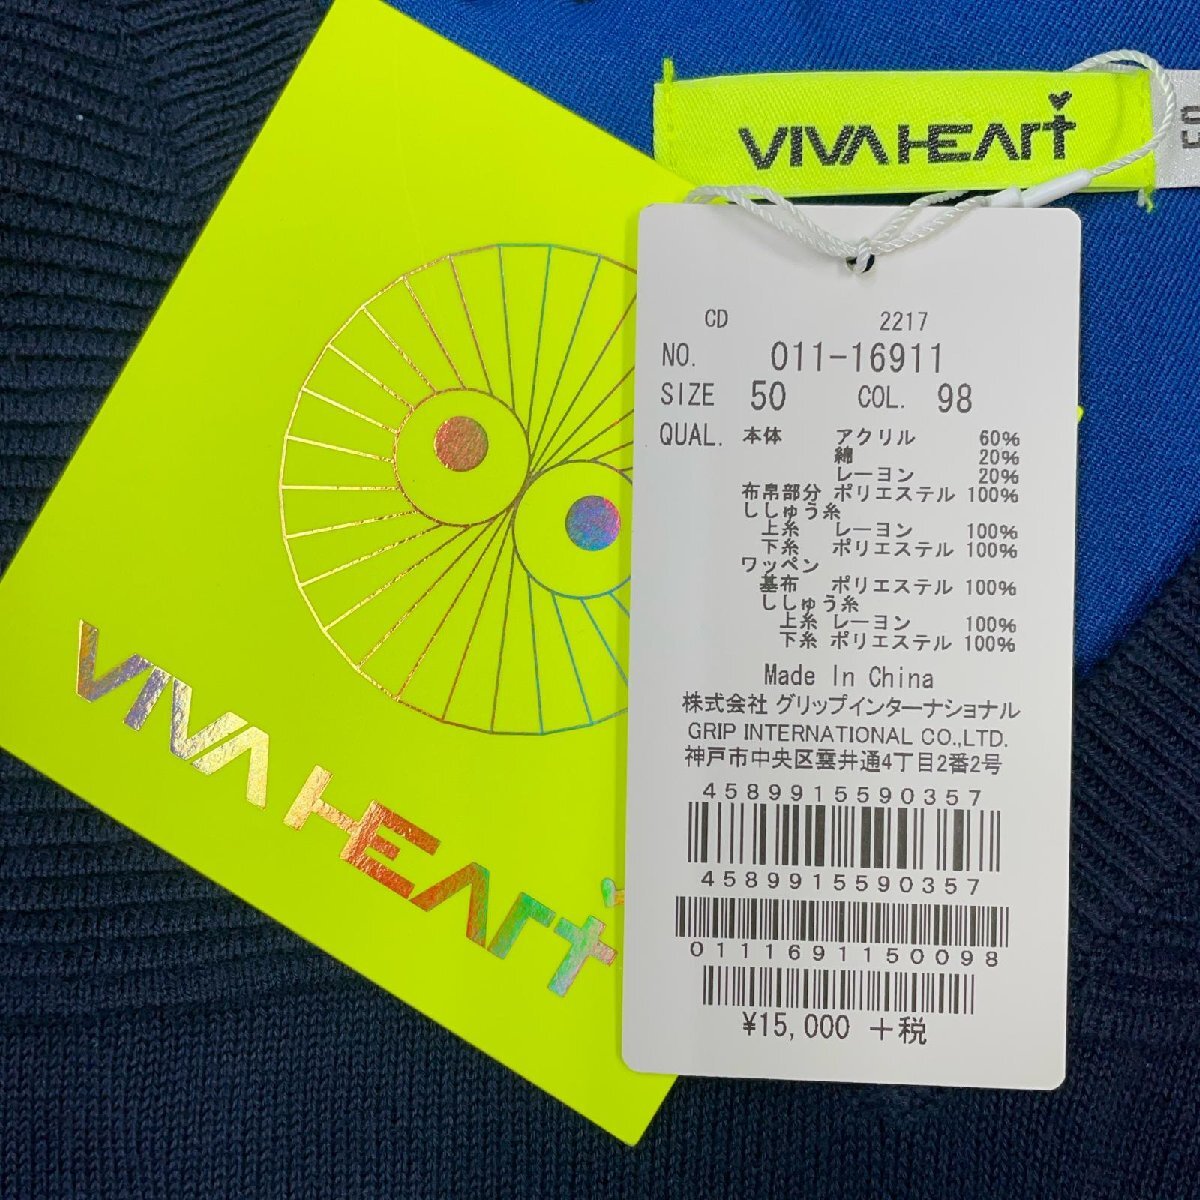 VIVA HEART
50
VIVA HEART
CD 2217
NO. 011-16911
SIZE 50 COL. 98
QUAL. 本体 アクリル 60%
綿 20%
レーヨン 20%
布帛部分 ポリエステル 100%
ししゅう糸
上糸 レーヨン 100%
下糸 ポリエステル 100%
ワッペン
基布 ポリエステル 100%
ししゅう糸
上糸 レーヨン 100%
下糸 ポリエステル 100%
Made In China
株式会社 グリップインターナショナル
GRIP INTERNATIONAL CO.,LTD.
神戸市中央区雲井通4丁目2番2号
4589915590357
4589915590357
0111691150098
¥15,000 +税